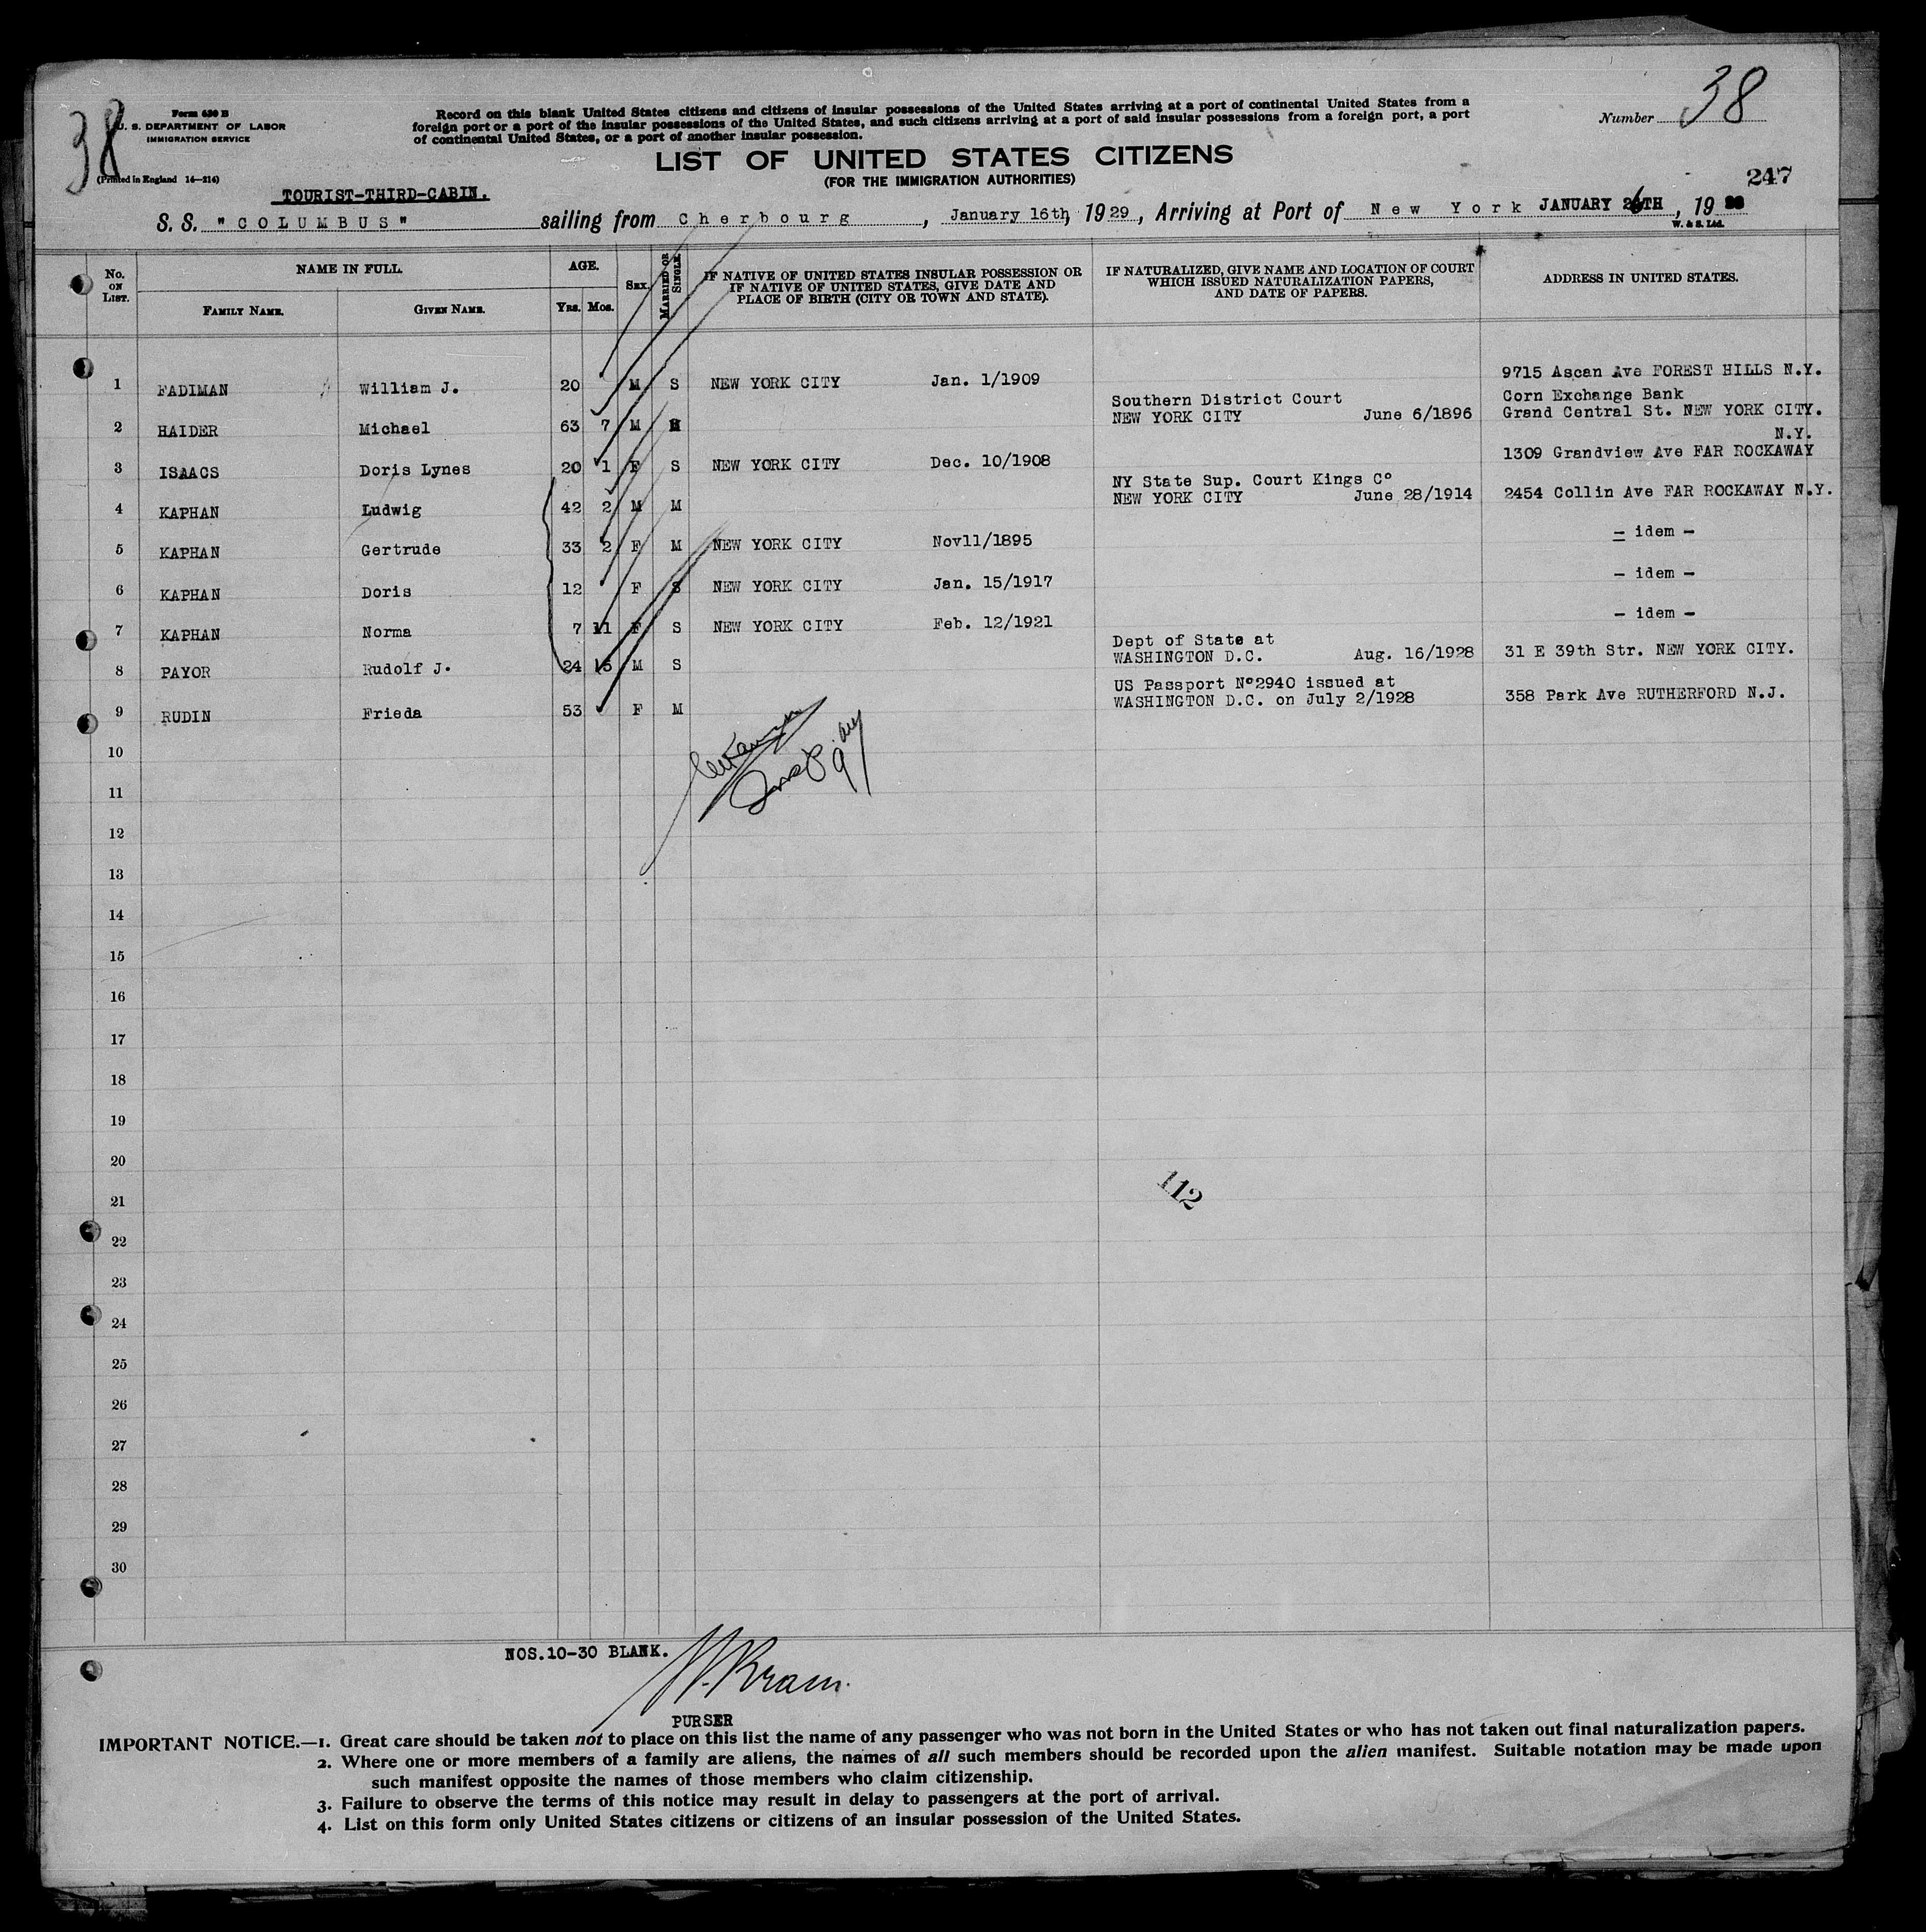 38
Form 630 B
U. S. DEPARTMENT OF LABOR
IMMIGRATION SERVICE
(Printed in England 14—214)
Record on this blank United States citizens and citizens of insular possessions of the United States arriving at a port of continental United States from a
foreign port or a port of the insular possessions of the United States, and such citizens arriving at a port of said insular possessions from a foreign port, a port
of continental United States, or a port of another insular possession.
Number 38
LIST OF UNITED STATES CITIZENS
(FOR THE IMMIGRATION AUTHORITIES)
247
TOURIST-THIRD-CABIN.
S. S. "COLUMBUS" sailing from Cherbourg, January 16th, 1929, Arriving at Port of New York JANUARY 26TH, 19
W. & S. Ltd.
No. ON LIST. NAME IN FULL. AGE. SEX. MARRIED OR SINGLE. IF NATIVE OF UNITED STATES INSULAR POSSESSION OR IF NATIVE OF UNITED STATES, GIVE DATE AND PLACE OF BIRTH (CITY OR TOWN AND STATE). IF NATURALIZED, GIVE NAME AND LOCATION OF COURT WHICH ISSUED NATURALIZATION PAPERS, AND DATE OF PAPERS. ADDRESS IN UNITED STATES.
FAMILY NAME. GIVEN NAME. YRS. MOS.
1 FADIMAN William J. 20 M S NEW YORK CITY Jan. 1/1909 9715 Ascan Ave FOREST HILLS N.Y.
2 HAIDER Michael 63 7 M Southern District Court NEW YORK CITY June 6/1896 Corn Exchange Bank Grand Central St. NEW YORK CITY.
N.Y.
3 ISAACS Doris Lynes 20 1 F S NEW YORK CITY Dec. 10/1908 1309 Grandview Ave FAR ROCKAWAY
4 KAPHAN Ludwig 42 2 M M NY State Sup. Court Kings Co NEW YORK CITY June 28/1914 2454 Collin Ave FAR ROCKAWAY N.Y.
5 KAPHAN Gertrude 33 2 F M NEW YORK CITY Nov11/1895 - idem -
6 KAPHAN Doris 12 F S NEW YORK CITY Jan. 15/1917 - idem -
7 KAPHAN Norma 7 11 F S NEW YORK CITY Feb. 12/1921 - idem -
8 PAYOR Rudolf J. 24 15 M S Dept of State at WASHINGTON D.C. Aug. 16/1928 31 E 39th Str. NEW YORK CITY.
9 RUDIN Frieda 53 F M US Passport No2940 issued at WASHINGTON D.C. on July 2/1928 358 Park Ave RUTHERFORD N.J.
10
11
12
13
14
15
16
17
18
19
20
21
22
23
24
25
26
27
28
29
30
112
NOS.10-30 BLANK.
PURSER
IMPORTANT NOTICE.—1. Great care should be taken not to place on this list the name of any passenger who was not born in the United States or who has not taken out final naturalization papers.
2. Where one or more members of a family are aliens, the names of all such members should be recorded upon the alien manifest. Suitable notation may be made upon
such manifest opposite the names of those members who claim citizenship.
3. Failure to observe the terms of this notice may result in delay to passengers at the port of arrival.
4. List on this form only United States citizens or citizens of an insular possession of the United States.